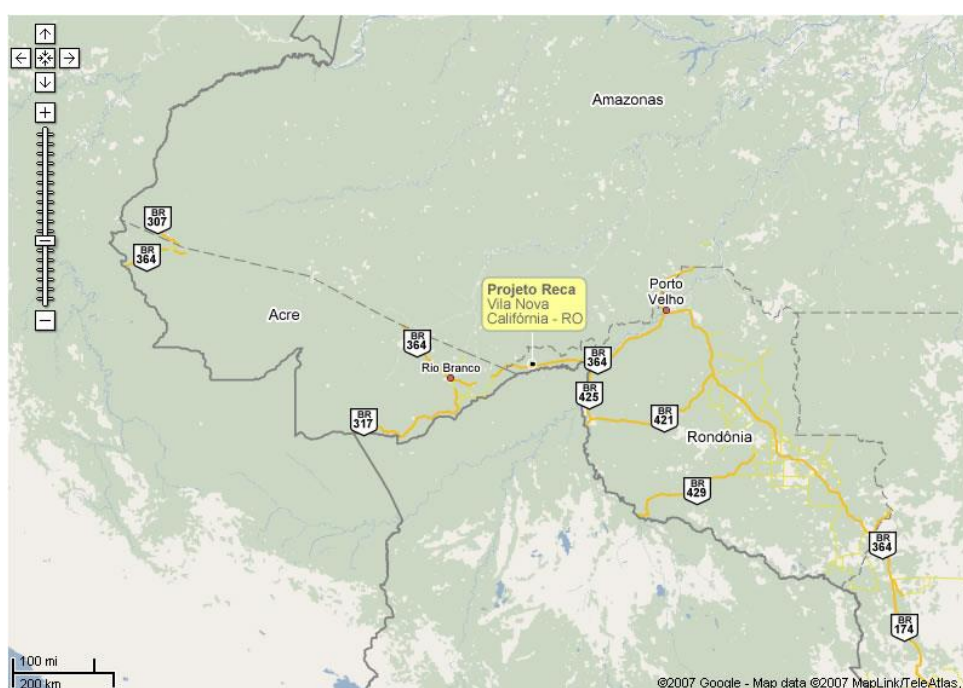 Amazonas
BR
307
BR
364
Projeto Reca
Vila Nova
Califórnia - RO
Porto
Velho
Acre
BR
364
Rio Branco
BR
364
BR
425
BR
317
BR
421
Rondônia
BR
429
BR
364
BR
174
100 mi
200 km
©2007 Google - Map data ©2007 MapLink/TeleAtlas,